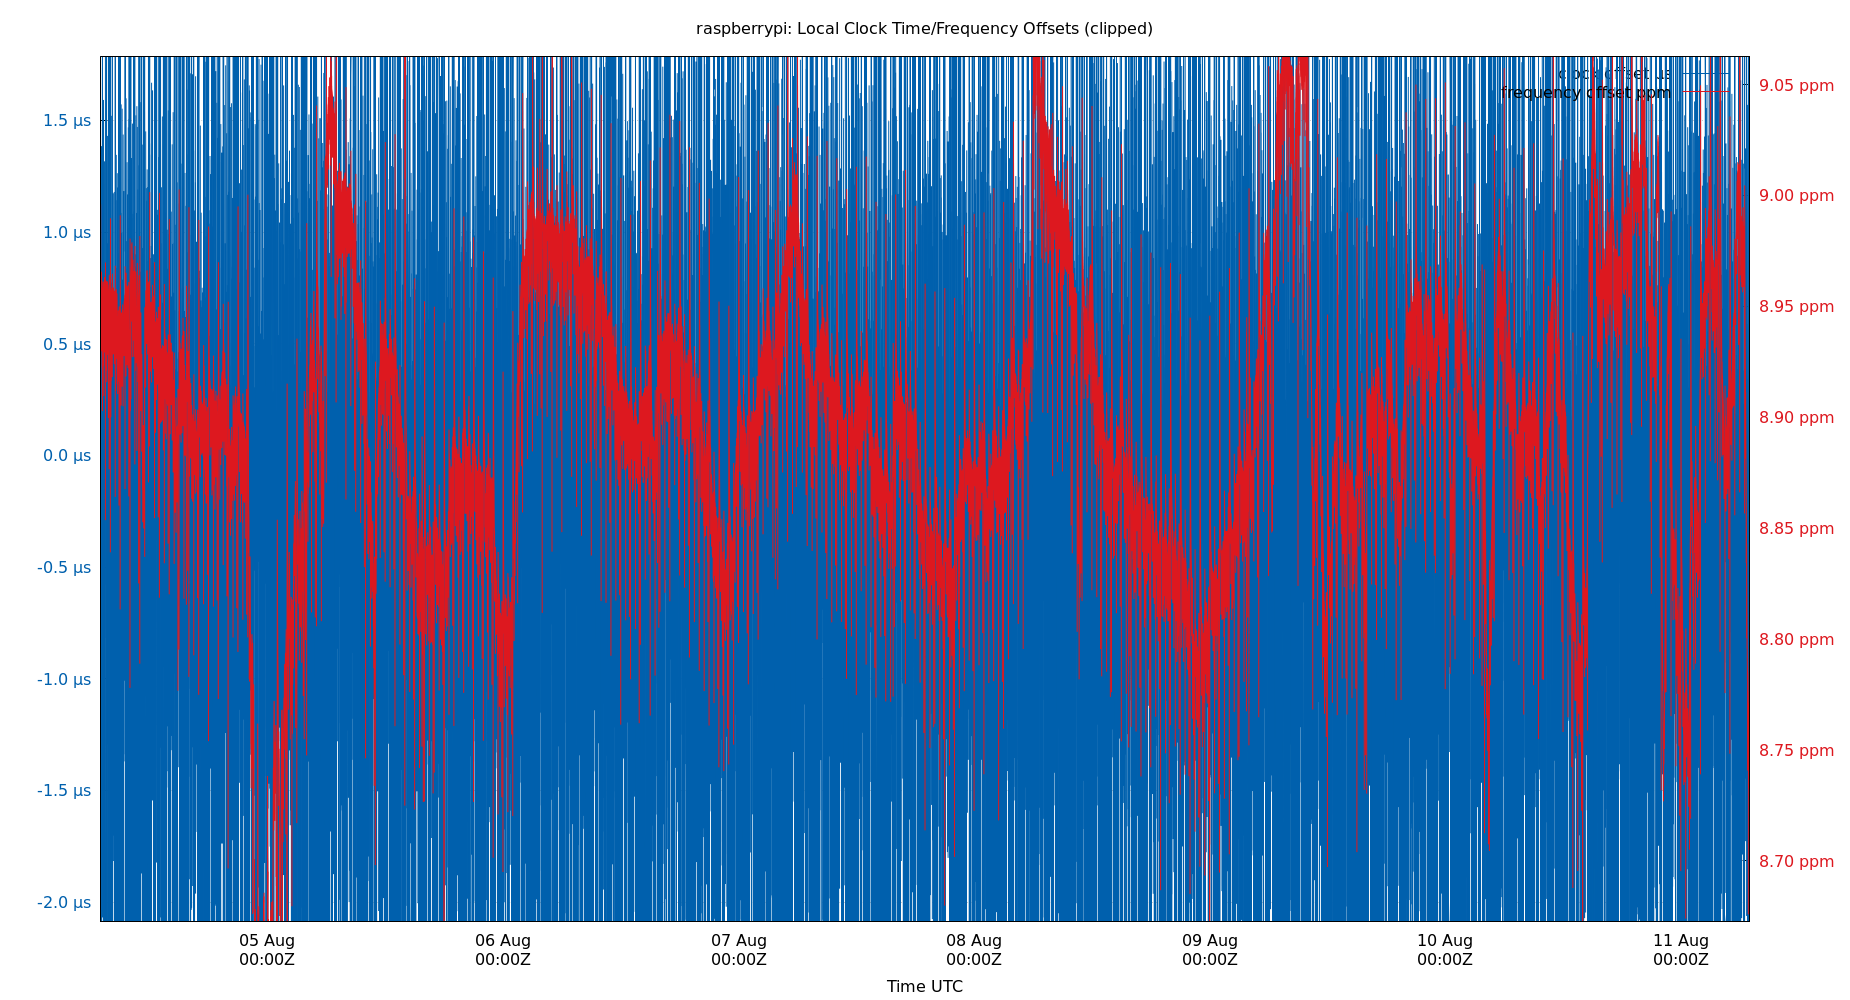 raspberrypi: Local Clock Time/Frequency Offsets (clipped)
clock offset µs
frequency offset ppm
1.5 µs
1.0 µs
0.5 µs
0.0 µs
-0.5 µs
-1.0 µs
-1.5 µs
-2.0 µs
9.05 ppm
9.00 ppm
8.95 ppm
8.90 ppm
8.85 ppm
8.80 ppm
8.75 ppm
8.70 ppm
05 Aug
00:00Z
06 Aug
00:00Z
07 Aug
00:00Z
08 Aug
00:00Z
09 Aug
00:00Z
10 Aug
00:00Z
11 Aug
00:00Z
Time UTC